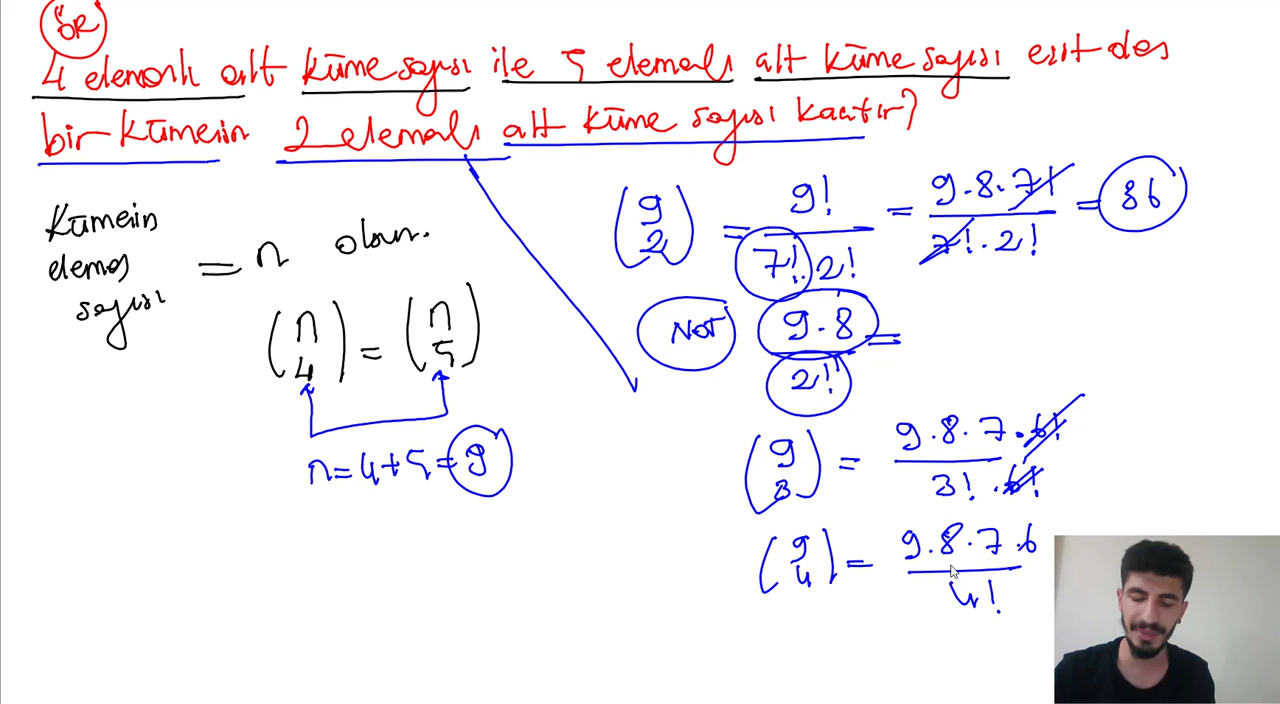 ÖR
4 elemanlı alt küme sayısı ile 5 elemalı alt küme sayısı eşit olan
bir kümenin 2 elemalı alt küme sayısı kaçtır?
Kümenin
eleman
sayısı = n olsun.
(n 4) = (n 5)
n = 4 + 5 = 9
(9 2) = 9! / 7! . 2! = 9 . 8 . 7! / 7! . 2! = 36
NOT 9 . 8 / 2! =
(9 3) = 9 . 8 . 7 . 6! / 3! . 6!
(9 4) = 9 . 8 . 7 . 6 / 4!